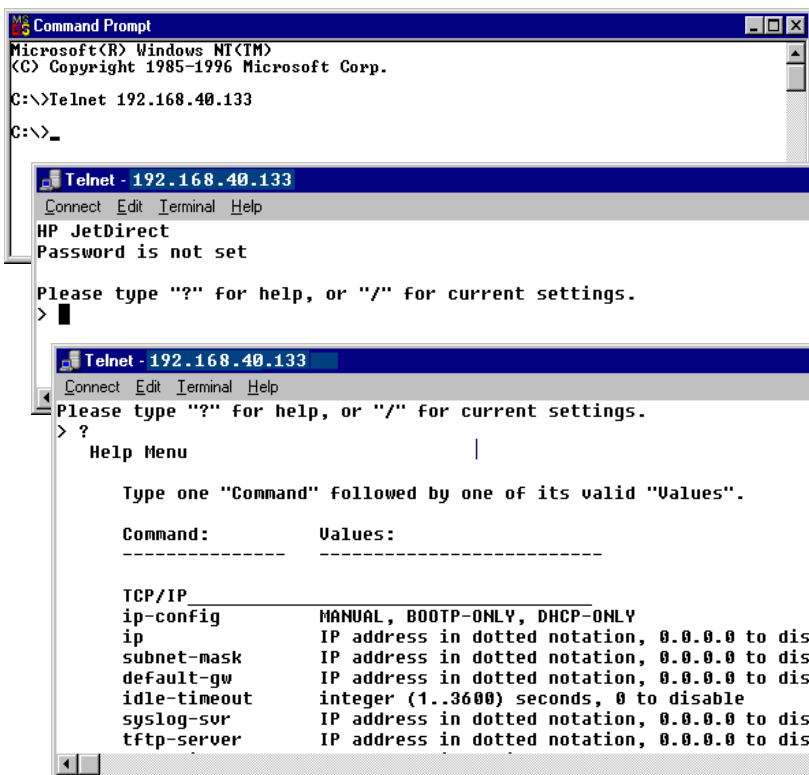 Command Prompt
Microsoft(R) Windows NT(TM)
(C) Copyright 1985-1996 Microsoft Corp.
C:\>Telnet 192.168.40.133
C:\>_
Telnet - 192.168.40.133
Connect Edit Terminal Help
HP JetDirect
Password is not set
Please type "?" for help, or "/" for current settings.
>
Telnet - 192.168.40.133
Connect Edit Terminal Help
Please type "?" for help, or "/" for current settings.
> ?
Help Menu
Type one "Command" followed by one of its valid "Values".
Command: Values:
--------------- --------------------------
TCP/IP
ip-config MANUAL, BOOTP-ONLY, DHCP-ONLY
ip IP address in dotted notation, 0.0.0.0 to dis
subnet-mask IP address in dotted notation, 0.0.0.0 to dis
default-gw IP address in dotted notation, 0.0.0.0 to dis
idle-timeout integer (1..3600) seconds, 0 to disable
syslog-svr IP address in dotted notation, 0.0.0.0 to dis
tftp-server IP address in dotted notation, 0.0.0.0 to dis